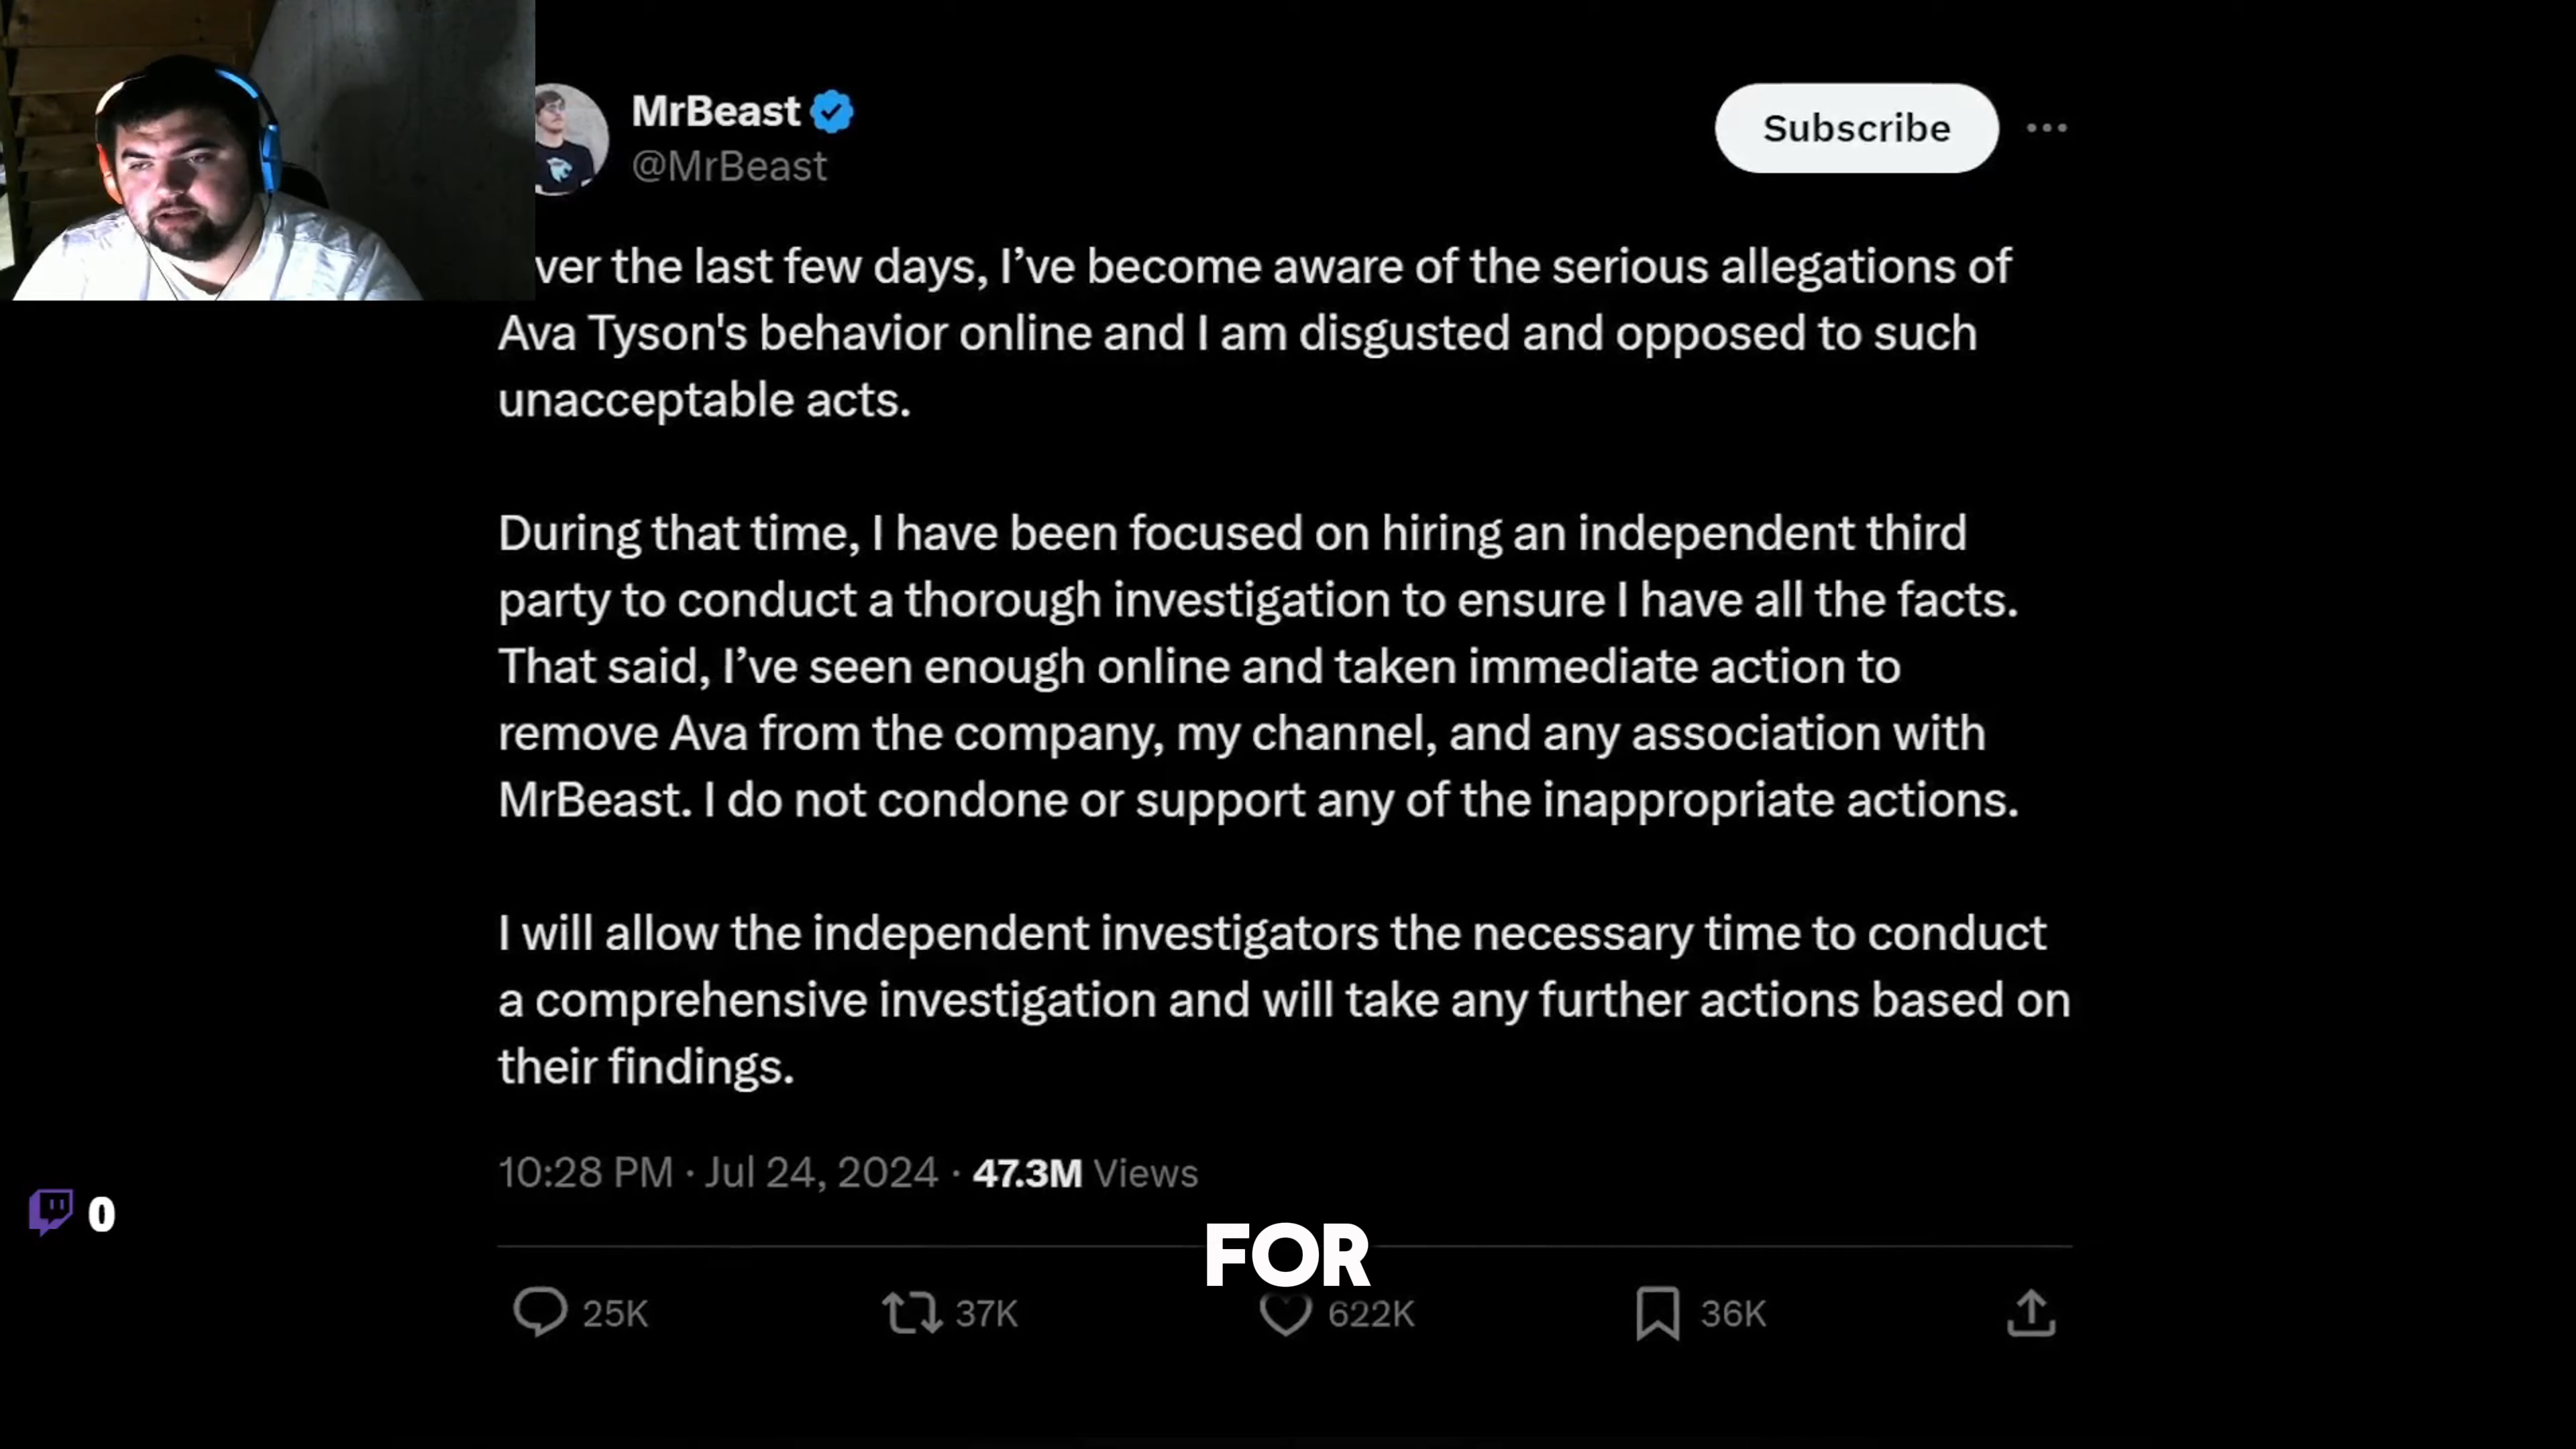 MrBeast
@MrBeast
Subscribe
ver the last few days, I’ve become aware of the serious allegations of
Ava Tyson's behavior online and I am disgusted and opposed to such
unacceptable acts.
During that time, I have been focused on hiring an independent third
party to conduct a thorough investigation to ensure I have all the facts.
That said, I’ve seen enough online and taken immediate action to
remove Ava from the company, my channel, and any association with
MrBeast. I do not condone or support any of the inappropriate actions.
I will allow the independent investigators the necessary time to conduct
a comprehensive investigation and will take any further actions based on
their findings.
10:28 PM · Jul 24, 2024 · 47.3M Views
0
FOR
25K 37K 622K 36K